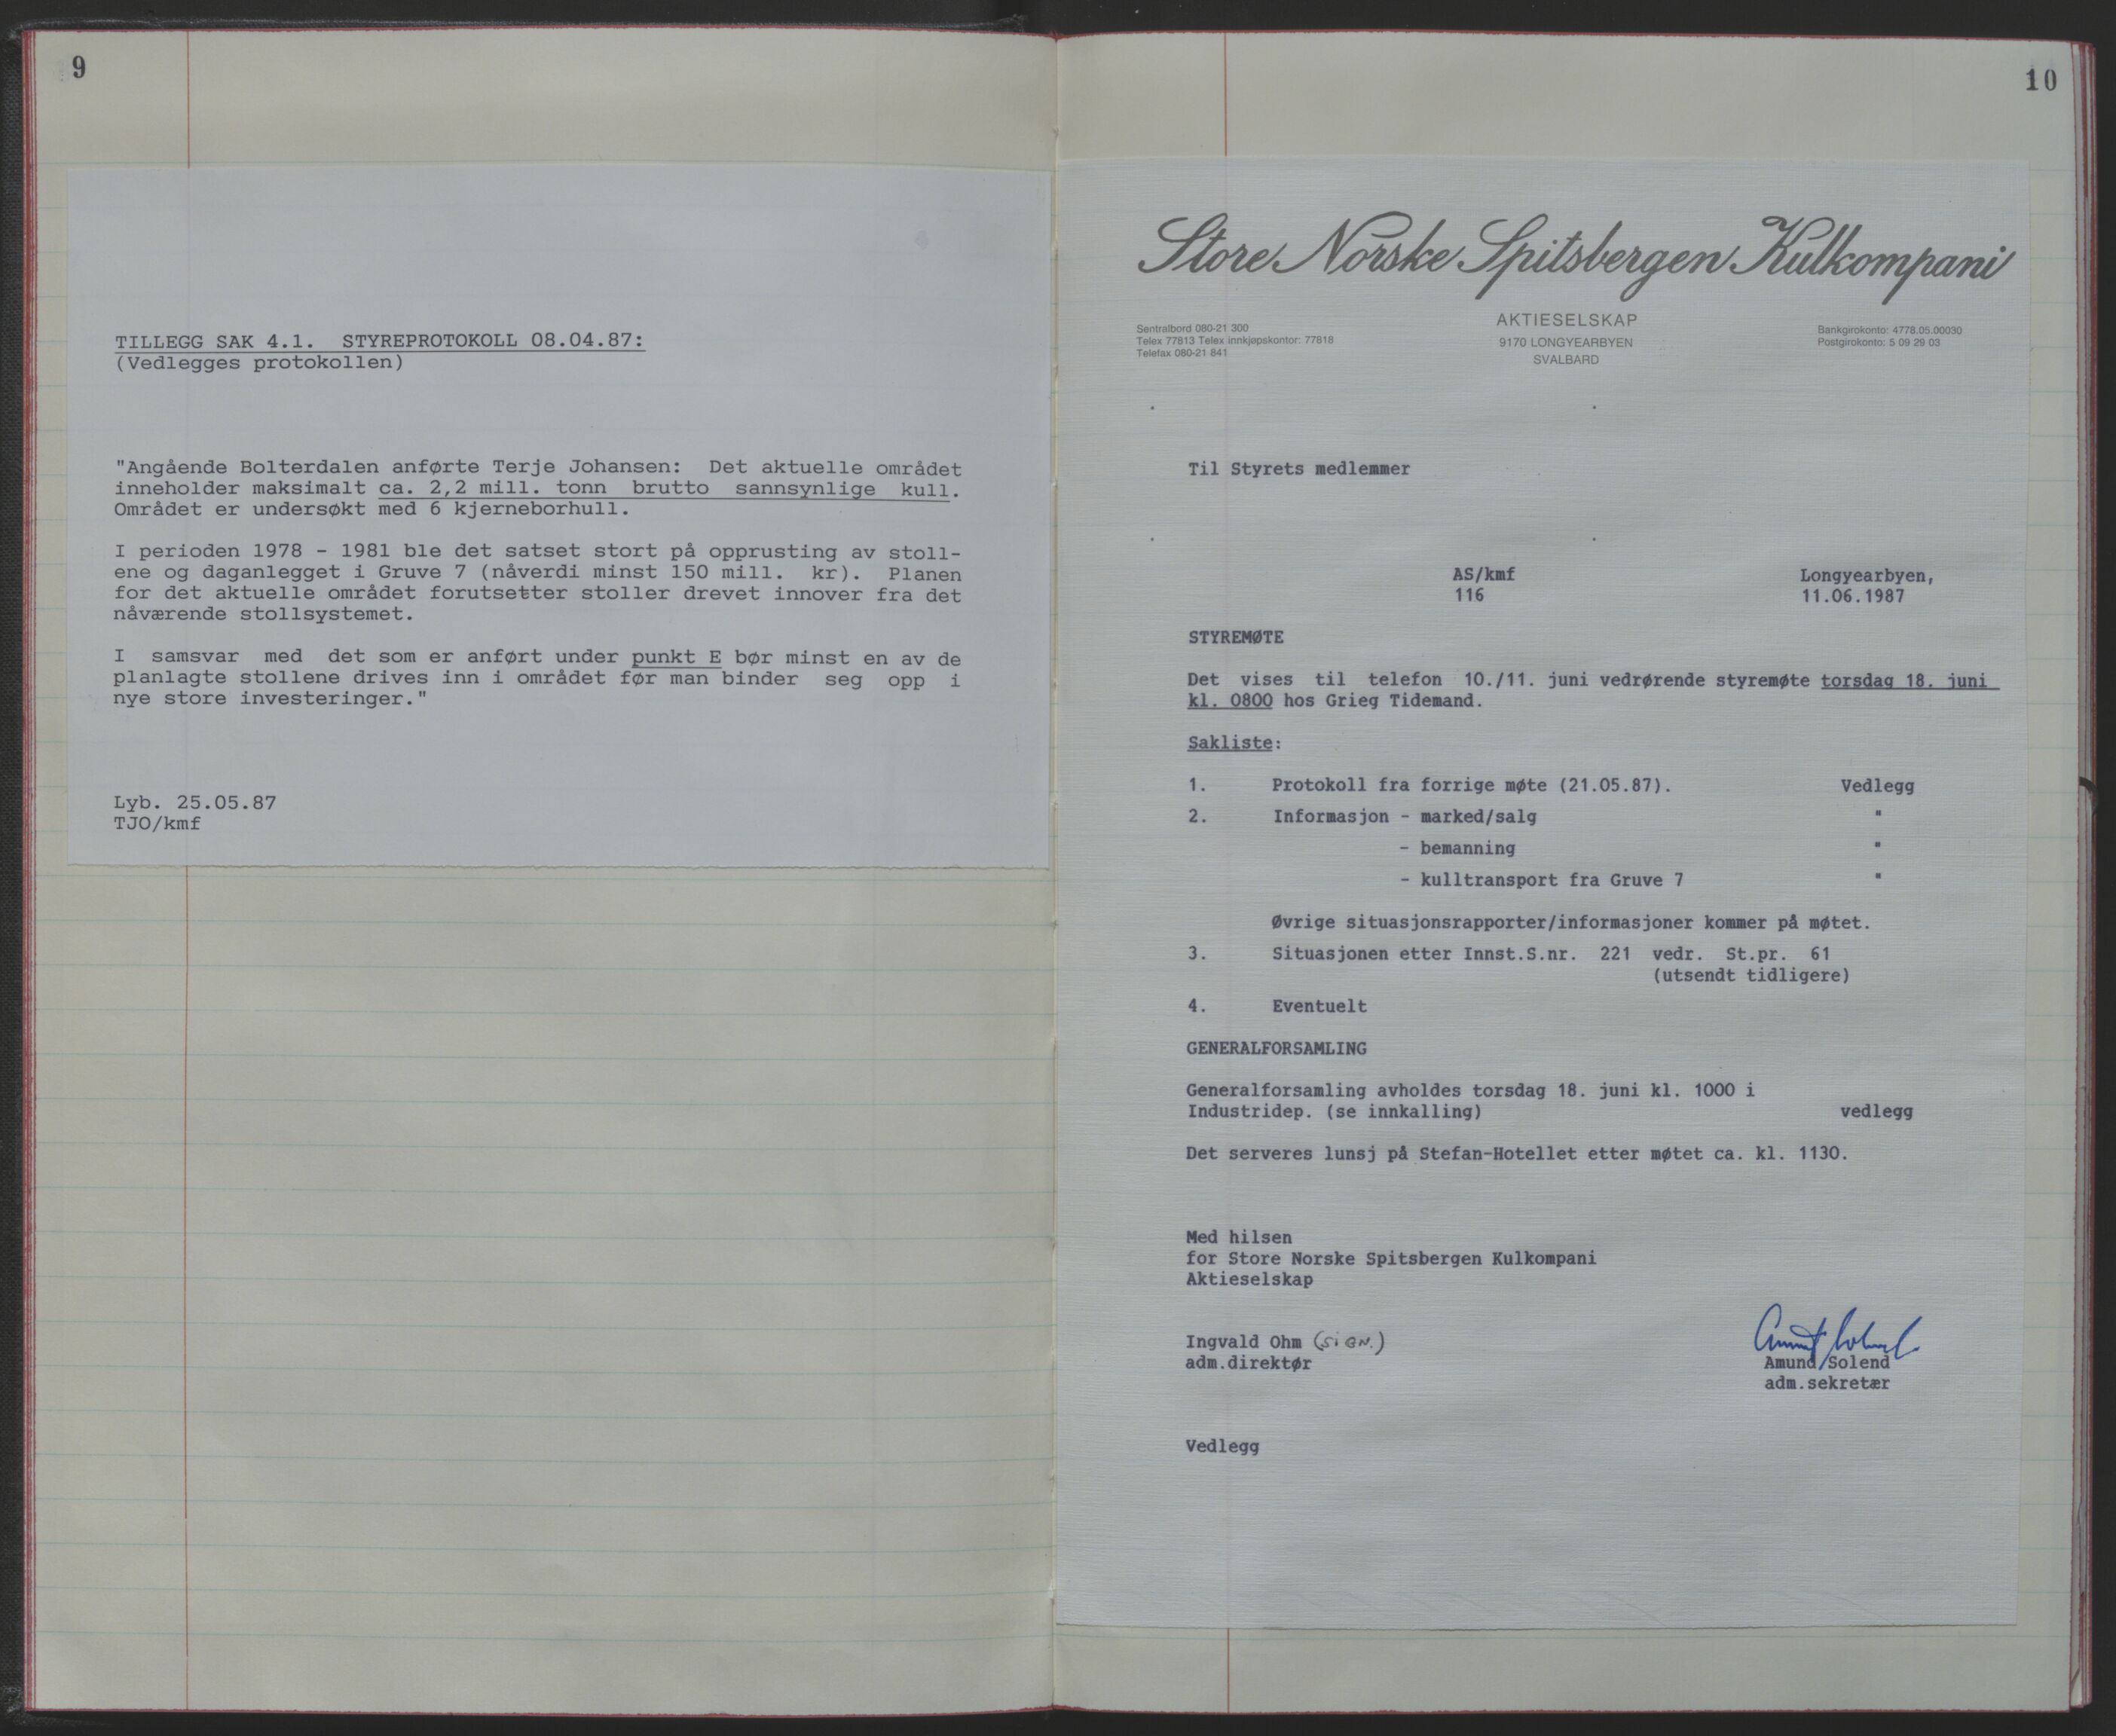 9
TILLEGG SAK 4.1. STYREPROTOKOLL 08.04.87:
(Vedlegges protokollen)
"Angående Bolterdalen anførte Terje Johansen: Det aktuelle området
inneholder maksimalt ca. 2,2 mill. tonn brutto sannsynlige kull.
Området er undersøkt med 6 kjerneborhull.
I perioden 1978 - 1981 ble det satset stort på opprusting av stoll-
ene og daganlegget i Gruve 7 (nåverdi minst 150 mill. kr). Planen
for det aktuelle området forutsetter stoller drevet innover fra det
nåværende stollsystemet.
I samsvar med det som er anført under punkt E bør minst en av de
planlagte stollene drives inn i området før man binder seg opp i
nye store investeringer."
Lyb. 25.05.87
TJO/kmf
10
Store Norske Spitsbergen Kulkompani
AKTIESELSKAP
9170 LONGYEARBYEN
SVALBARD
Sentralbord 080-21 300
Telex 77813 Telex innkjøpskontor: 77818
Telefax 080-21 841
Bankgirokonto: 4778.05.00030
Postgirokonto: 5 09 29 03
Til Styrets medlemmer
AS/kmf Longyearbyen,
116 11.06.1987
STYREMØTE
Det vises til telefon 10./11. juni vedrørende styremøte torsdag 18. juni
kl. 0800 hos Grieg Tidemand.
Sakliste:
1. Protokoll fra forrige møte (21.05.87). Vedlegg
2. Informasjon - marked/salg "
- bemanning "
- kulltransport fra Gruve 7 "
Øvrige situasjonsrapporter/informasjoner kommer på møtet.
3. Situasjonen etter Innst.S.nr. 221 vedr. St.pr. 61
(utsendt tidligere)
4. Eventuelt
GENERALFORSAMLING
Generalforsamling avholdes torsdag 18. juni kl. 1000 i
Industridep. (se innkalling) vedlegg
Det serveres lunsj på Stefan-Hotellet etter møtet ca. kl. 1130.
Med hilsen
for Store Norske Spitsbergen Kulkompani
Aktieselskap
Ingvald Ohm (SIGN.)
adm.direktør
Amund Solend
Amund Solend
adm.sekretær
Vedlegg